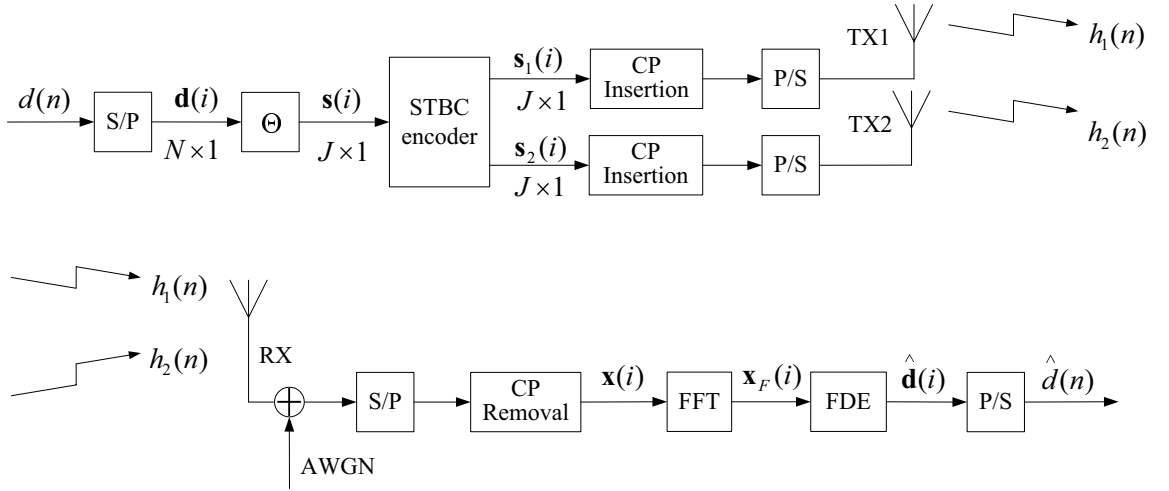 d(n)
S/P
𝐝(i)
N×1
Θ
𝐬(i)
J×1
STBC
encoder
𝐬₁(i)
J×1
CP
Insertion
P/S
TX1
h₁(n)
𝐬₂(i)
J×1
CP
Insertion
P/S
TX2
h₂(n)
h₁(n)
h₂(n)
RX
AWGN
S/P
CP
Removal
𝐱(i)
FFT
𝐱_F(i)
FDE
𝐝̂(i)
P/S
d̂(n)